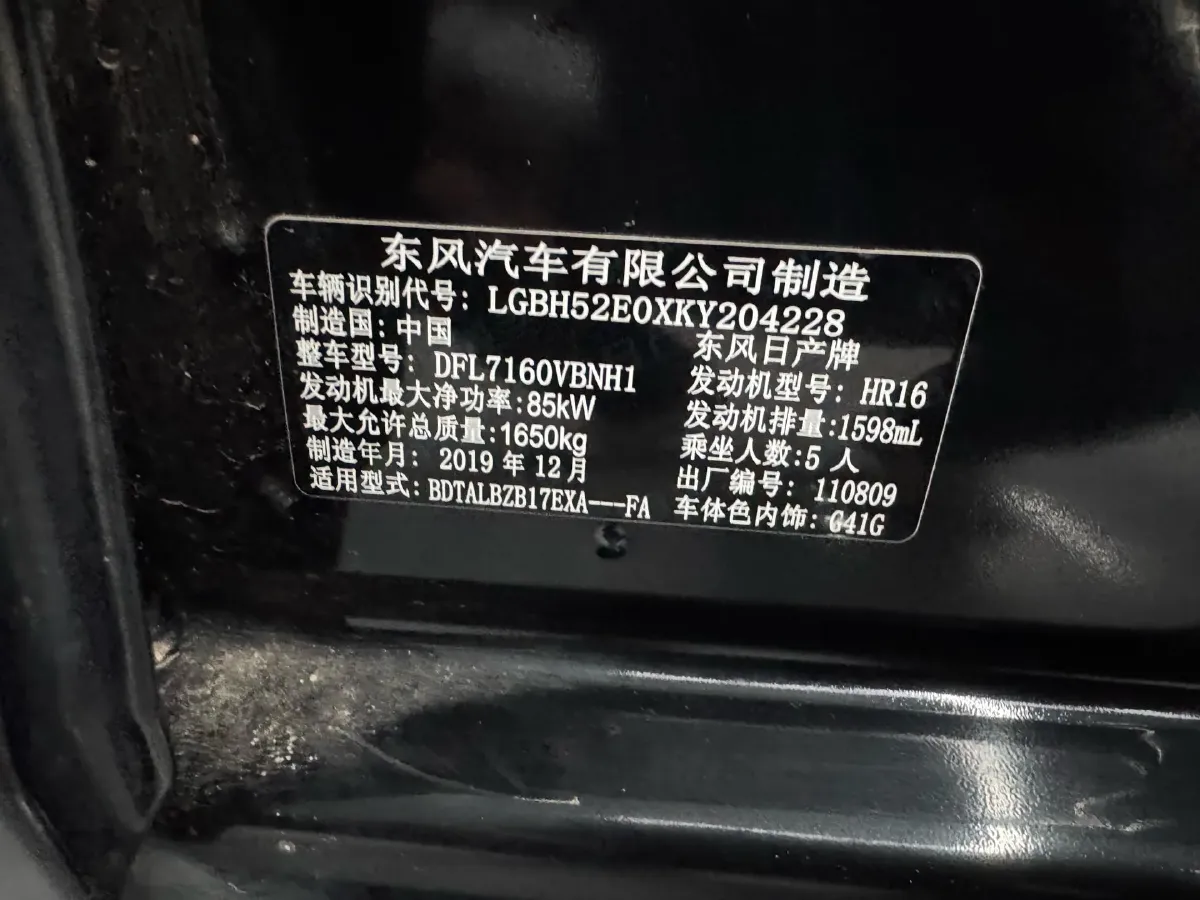 东风汽车有限公司制造
车辆识别代号: LGBH52E0XKY204228
制造国: 中国 东风日产牌
整车型号: DFL7160VBNH1 发动机型号: HR16
发动机最大净功率:85kW 发动机排量:1598mL
最大允许总质量:1650kg 乘坐人数:5 人
制造年月: 2019 年 12 月 出厂编号: 110809
适用型式: BDTALBZB17EXA---FA 车体色内饰: G41G